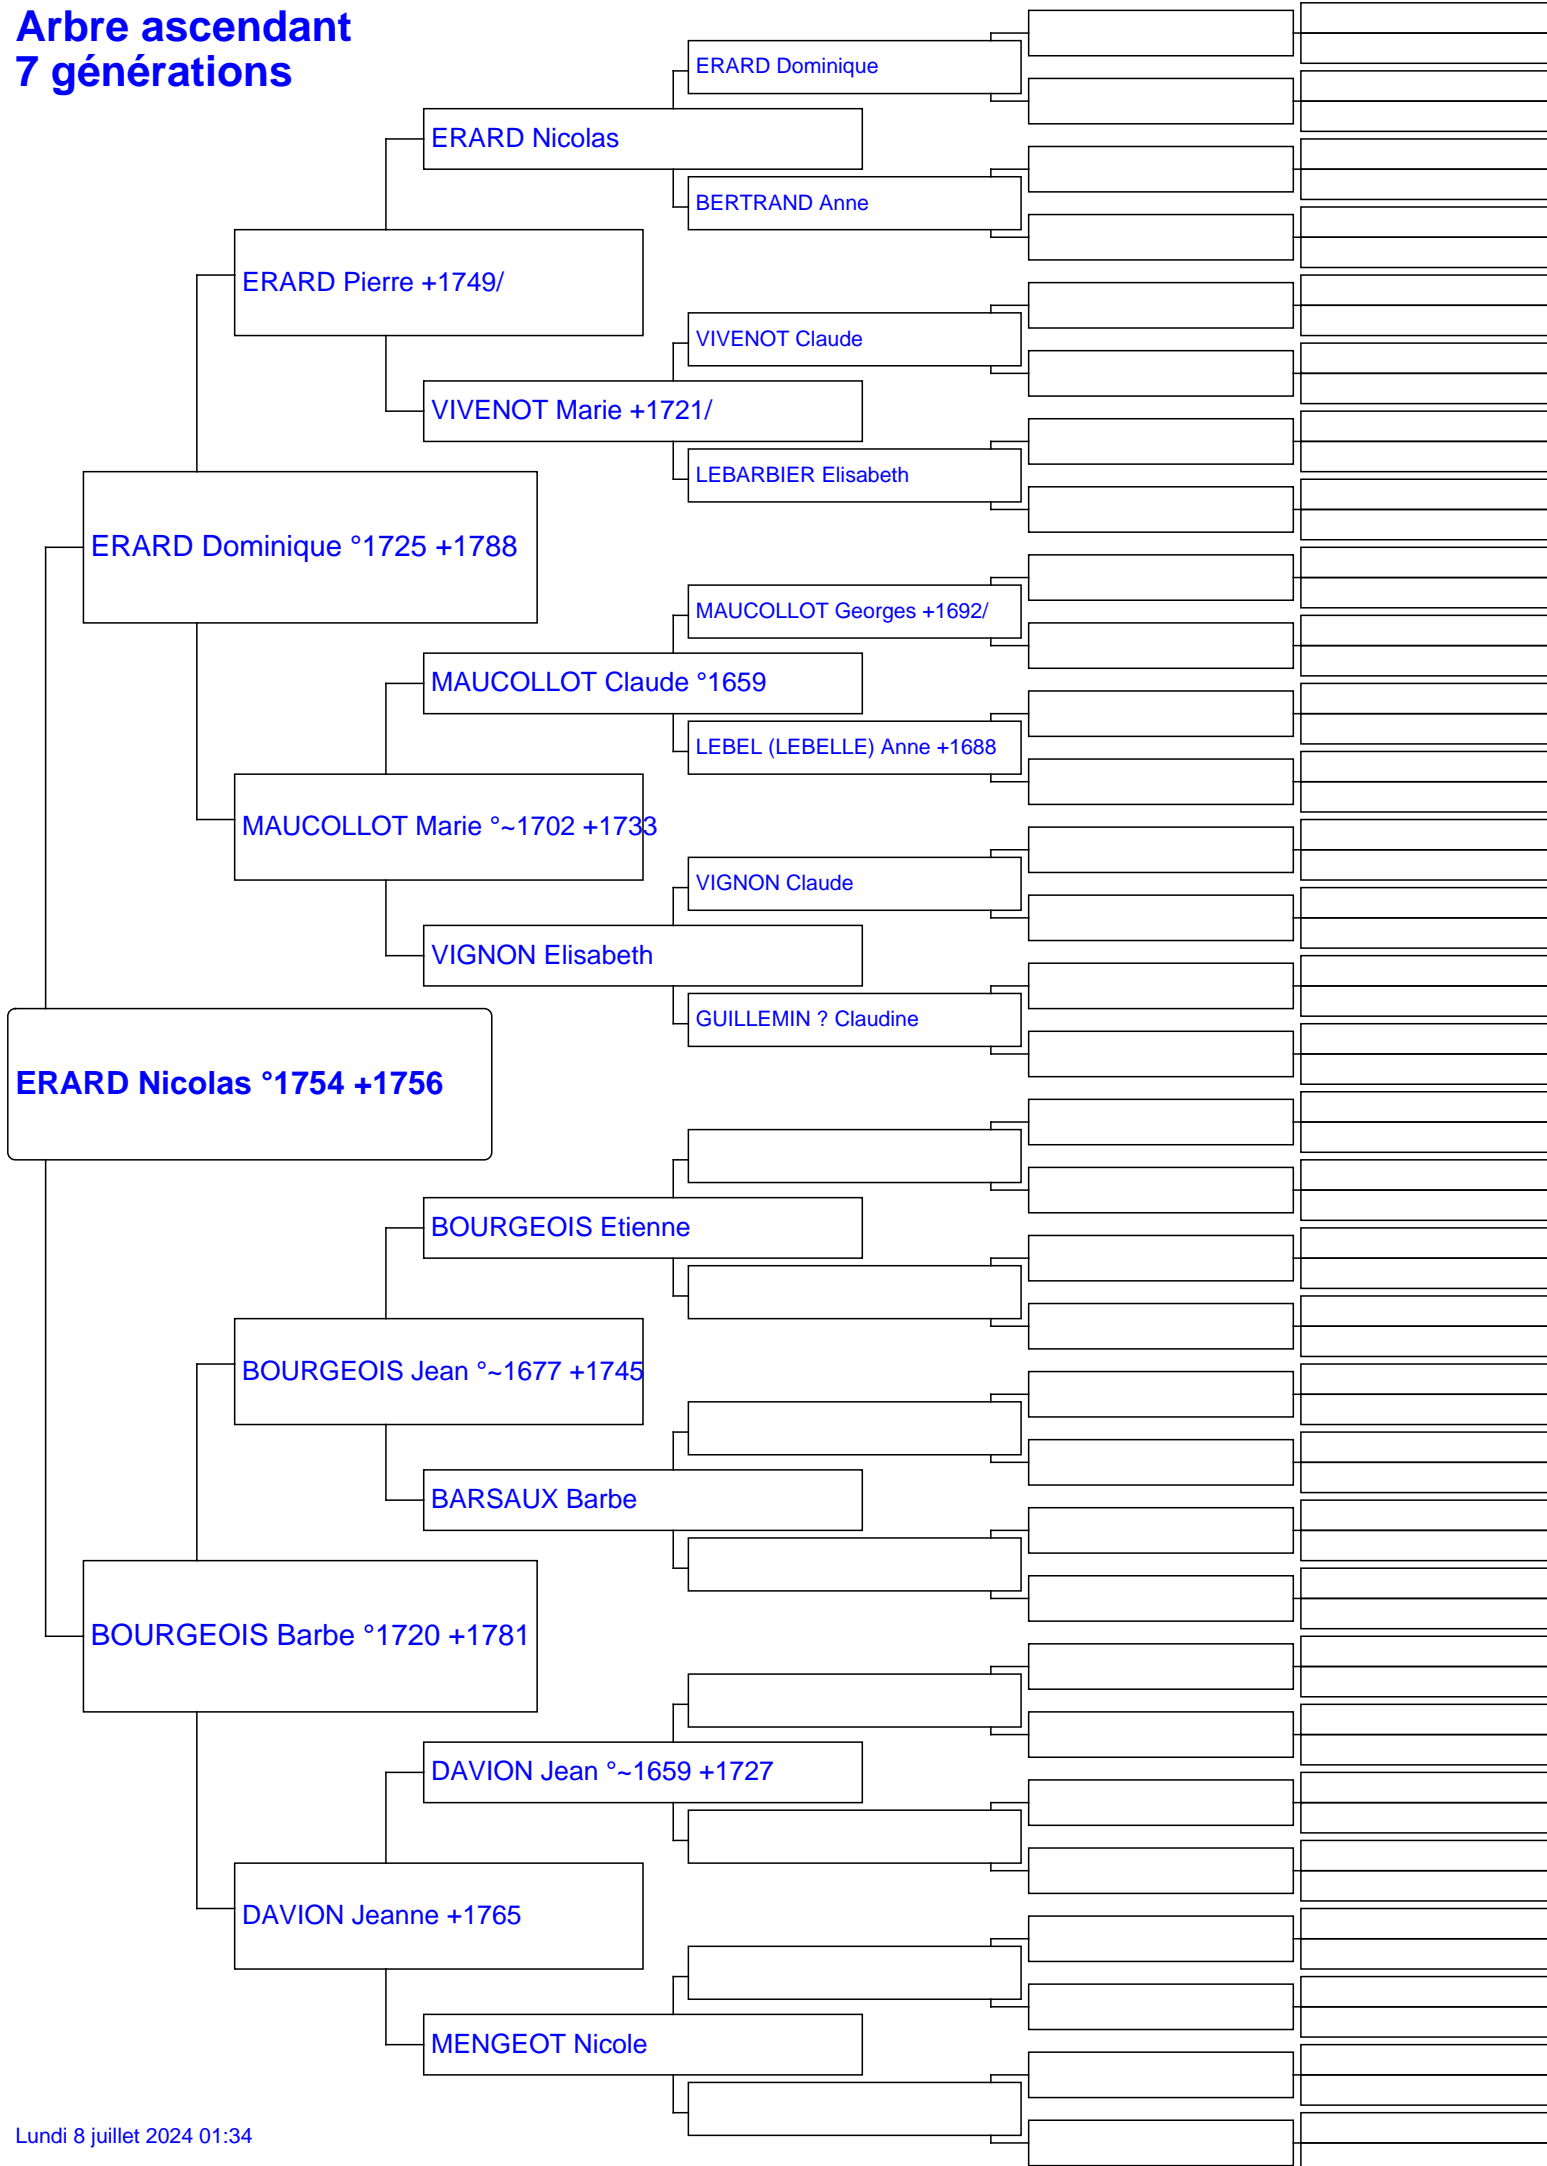 Arbre ascendant
7 générations
ERARD Dominique
ERARD Nicolas
BERTRAND Anne
ERARD Pierre +1749/
VIVENOT Claude
VIVENOT Marie +1721/
LEBARBIER Elisabeth
ERARD Dominique °1725 +1788
MAUCOLLOT Georges +1692/
MAUCOLLOT Claude °1659
LEBEL (LEBELLE) Anne +1688
MAUCOLLOT Marie °~1702 +1733
VIGNON Claude
VIGNON Elisabeth
GUILLEMIN ? Claudine
ERARD Nicolas °1754 +1756
BOURGEOIS Etienne
BOURGEOIS Jean °~1677 +1745
BARSAUX Barbe
BOURGEOIS Barbe °1720 +1781
DAVION Jean °~1659 +1727
DAVION Jeanne +1765
MENGEOT Nicole
Lundi 8 juillet 2024 01:34